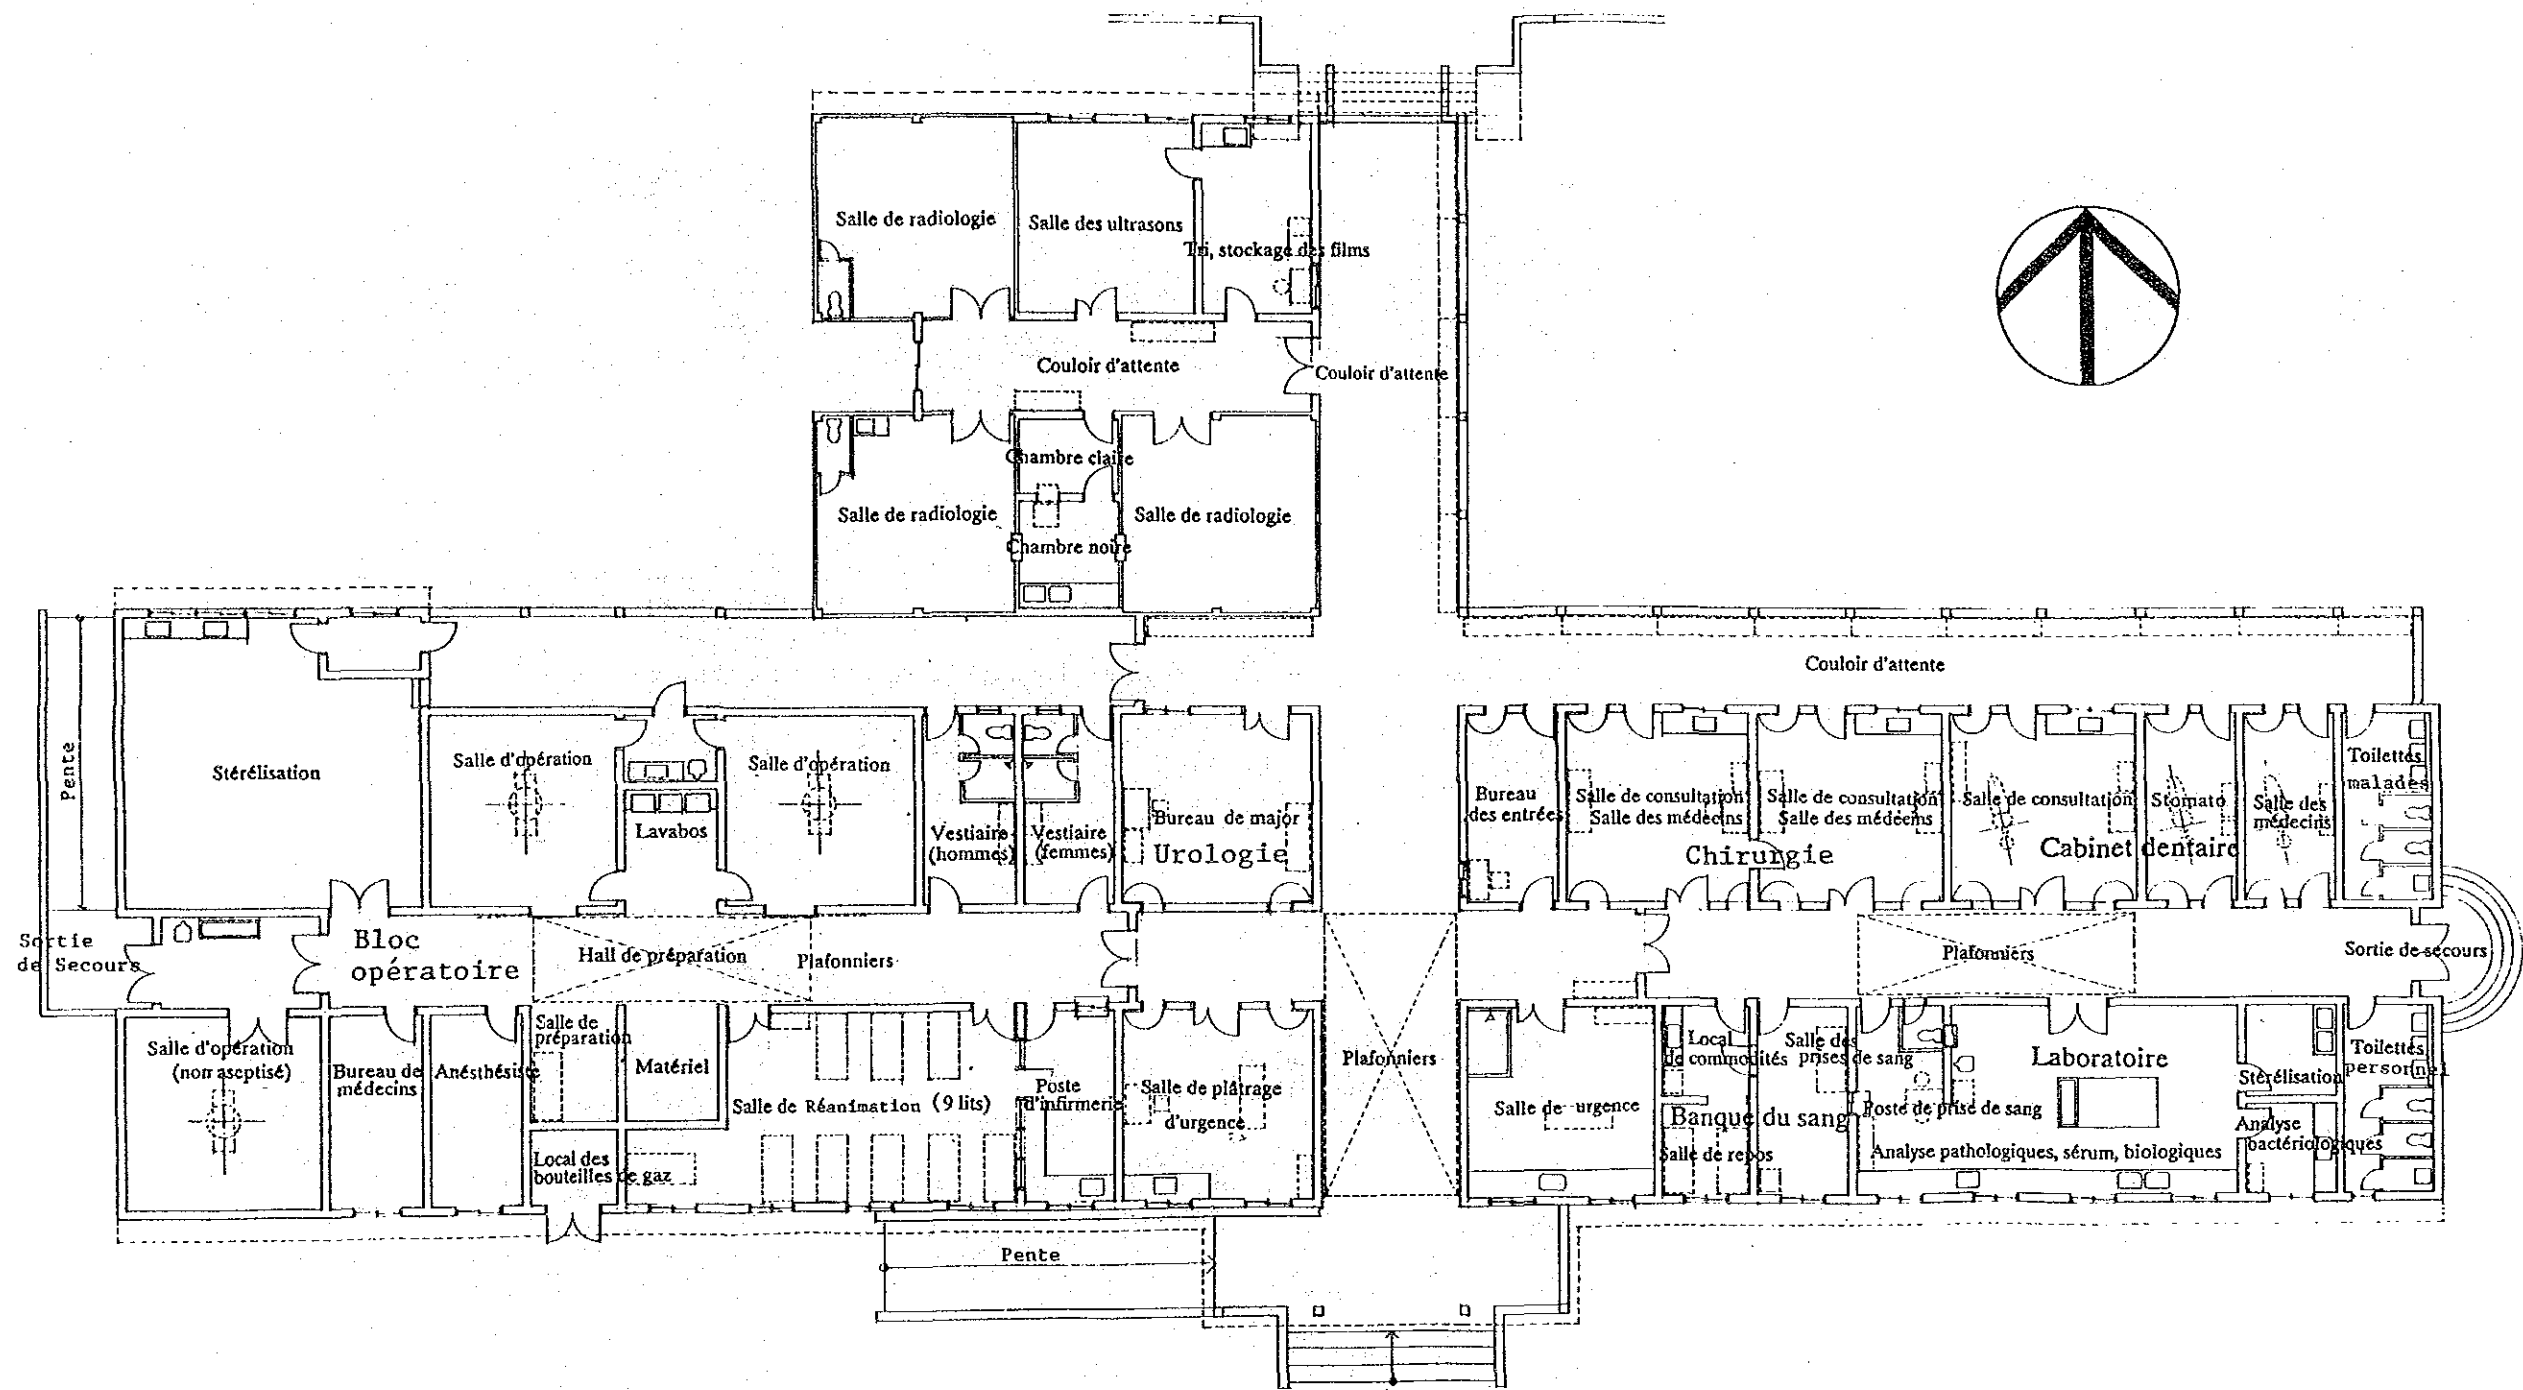 Salle de radiologie
Salle des ultrasons
Tri, stockage des films
Couloir d'attente
Couloir d'attente
Chambre claire
Salle de radiologie
Chambre noire
Salle de radiologie
Couloir d'attente
Pente
Stérélisation
Salle d'opération
Lavabos
Salle d'opération
Vestiaire
(hommes)
Vestiaire
(femmes)
Bureau de major
Urologie
Bureau
des entrées
Salle de consultation
Salle des médecins
Salle de consultation
Salle des médecins
Chirurgie
Salle de consultation
Stomato
Cabinet dentaire
Salle des
médecins
Toilettes
malades
Sortie
de Secours
Bloc
opératoire
Hall de préparation
Plafonniers
Plafonniers
Sortie de secours
Salle d'opération
(non aseptisé)
Bureau de
médecins
Anésthésiste
Salle de
préparation
Matériel
Local des
bouteilles de gaz
Salle de Réanimation (9 lits)
Poste
d'infirmerie
Salle de plâtrage
d'urgence
Plafonniers
Salle de urgence
Local
de commodités
Salle des
prises de sang
Banque du sang
Salle de repos
Poste de prise de sang
Laboratoire
Analyse pathologiques, sérum, biologiques
Stérélisation
Analyse
bactériologiques
Toilettes
personnel
Pente